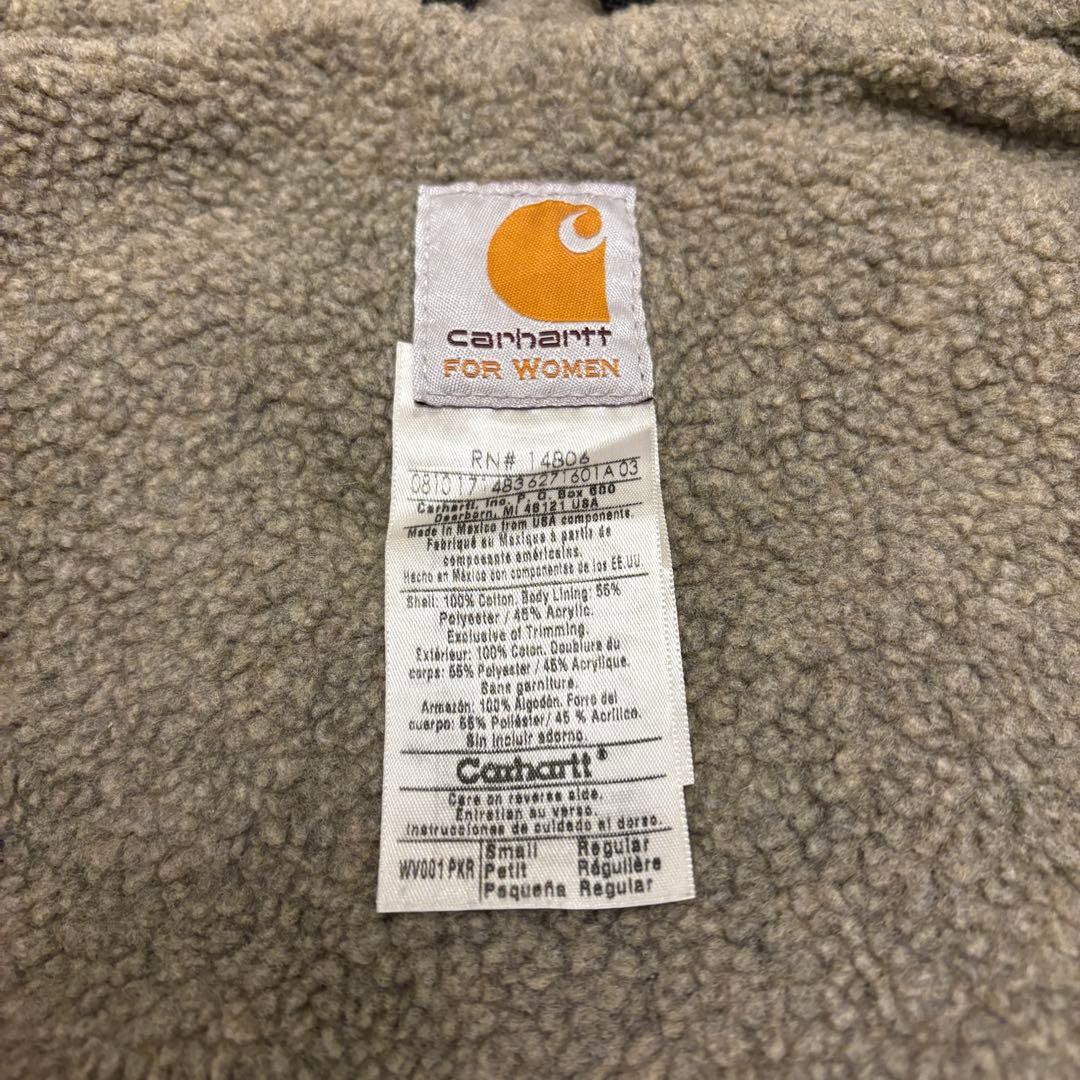 carhartt
FOR WOMEN
RN# 14806
081017 14836271601A 03
Carhartt, Inc. P. O. Box 600
Dearborn, MI 48121 USA
Made in Mexico from USA components.
Fabriqué au Mexique à partir de
composants américains.
Hecho en México con componentes de los EE.UU.
Shell: 100% Cotton. Body Lining: 55%
Polyester / 45% Acrylic.
Exclusive of Trimming.
Extérieur: 100% Coton. Doublure du
corps: 55% Polyester / 45% Acrylique.
Sans garniture.
Armazón: 100% Algodón. Forro del
cuerpo: 55% Poliéster/ 45 % Acrílico.
Sin incluir adorno.
Carhartt®
Care on reverse side.
Entretien au verso.
Instrucciones de cuidado al dorso.
WV001 PKR
Small Regular
Petit Régulière
Pequeña Regular